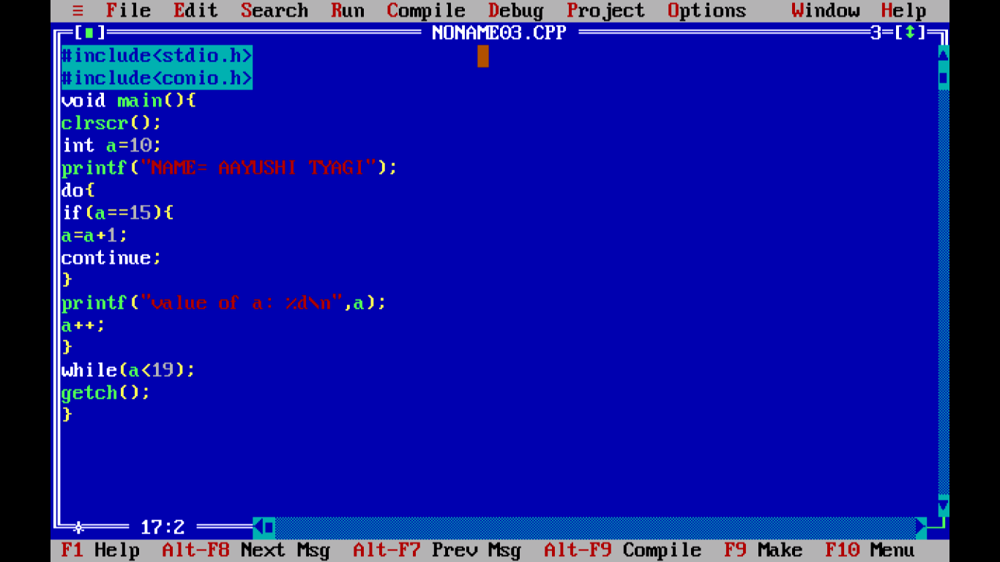 ≡ File Edit Search Run Compile Debug Project Options Window Help
[■] NONAME03.CPP 3=[↕]
#include<stdio.h>
#include<conio.h>
void main(){
clrscr();
int a=10;
printf("NAME= AAYUSHI TYAGI");
do{
if(a==15){
a=a+1;
continue;
}
printf("value of a: %d\n",a);
a++;
}
while(a<19);
getch();
}
17:2
F1 Help Alt-F8 Next Msg Alt-F7 Prev Msg Alt-F9 Compile F9 Make F10 Menu